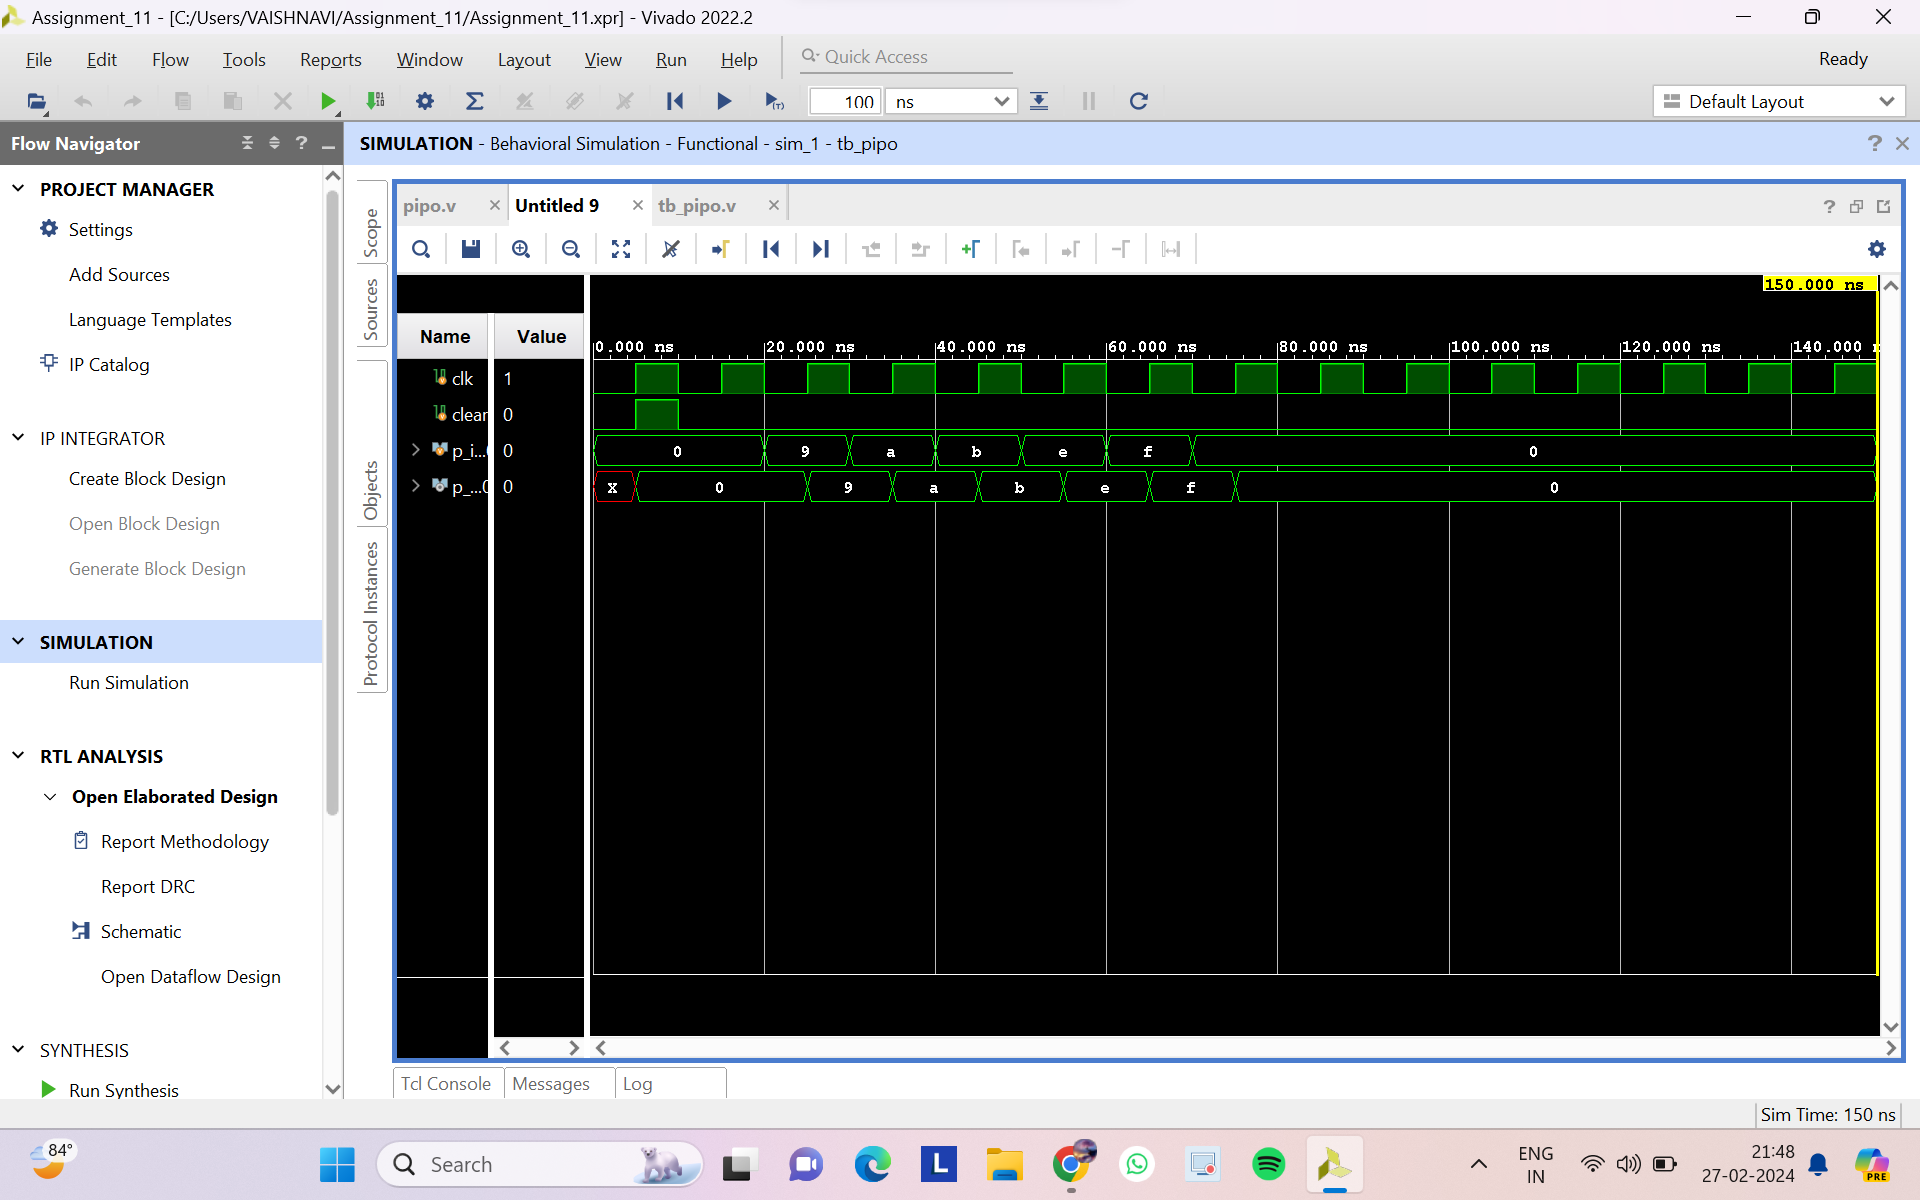 Assignment_11 - [C:/Users/VAISHNAVI/Assignment_11/Assignment_11.xpr] - Vivado 2022.2
File Edit Flow Tools Reports Window Layout View Run Help Quick Access Ready
100 ns Default Layout
Flow Navigator
PROJECT MANAGER
Settings
Add Sources
Language Templates
IP Catalog
IP INTEGRATOR
Create Block Design
Open Block Design
Generate Block Design
SIMULATION
Run Simulation
RTL ANALYSIS
Open Elaborated Design
Report Methodology
Report DRC
Schematic
Open Dataflow Design
SYNTHESIS
Run Synthesis
SIMULATION - Behavioral Simulation - Functional - sim_1 - tb_pipo
Scope
Sources
Objects
Protocol Instances
pipo.v Untitled 9 tb_pipo.v
150.000 ns
Name Value
0.000 ns 20.000 ns 40.000 ns 60.000 ns 80.000 ns 100.000 ns 120.000 ns 140.000
clk 1
clear 0
p_i... 0 0 9 a b e f 0
p_... 0 X 0 9 a b e f 0
Tcl Console Messages Log
Sim Time: 150 ns
84°
Search
L
ENG
IN
21:48
27-02-2024
PRE